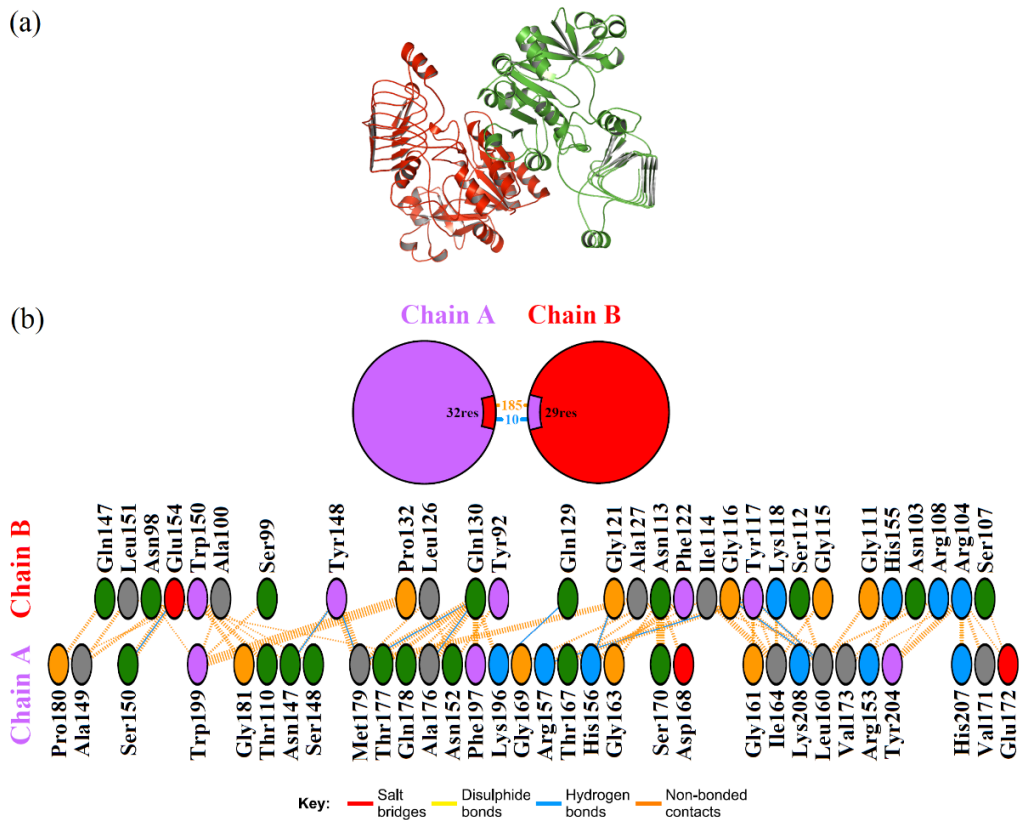 (a)
(b)
Chain A Chain B
32res 185 29res
10
Chain B
Gln147 Leu151 Asn98 Glu154 Trp150 Ala100 Ser99 Tyr148 Pro132 Leu126 Gln130 Tyr92 Gln129 Gly121 Ala127 Asn113 Phe122 Ile114 Gly116 Tyr117 Lys118 Ser112 Gly115 Gly111 His155 Asn103 Arg108 Arg104 Ser107
Chain A
Pro180 Ala149 Ser150 Trp199 Gly181 Thr110 Asn147 Ser148 Met179 Thr177 Gln178 Ala176 Asn152 Phe197 Lys196 Gly169 Arg157 Thr167 His156 Gly163 Ser170 Asp168 Gly161 Ile164 Lys208 Leu160 Val173 Arg153 Tyr204 His207 Val171 Glu172
Key: Salt bridges Disulphide bonds Hydrogen bonds Non-bonded contacts